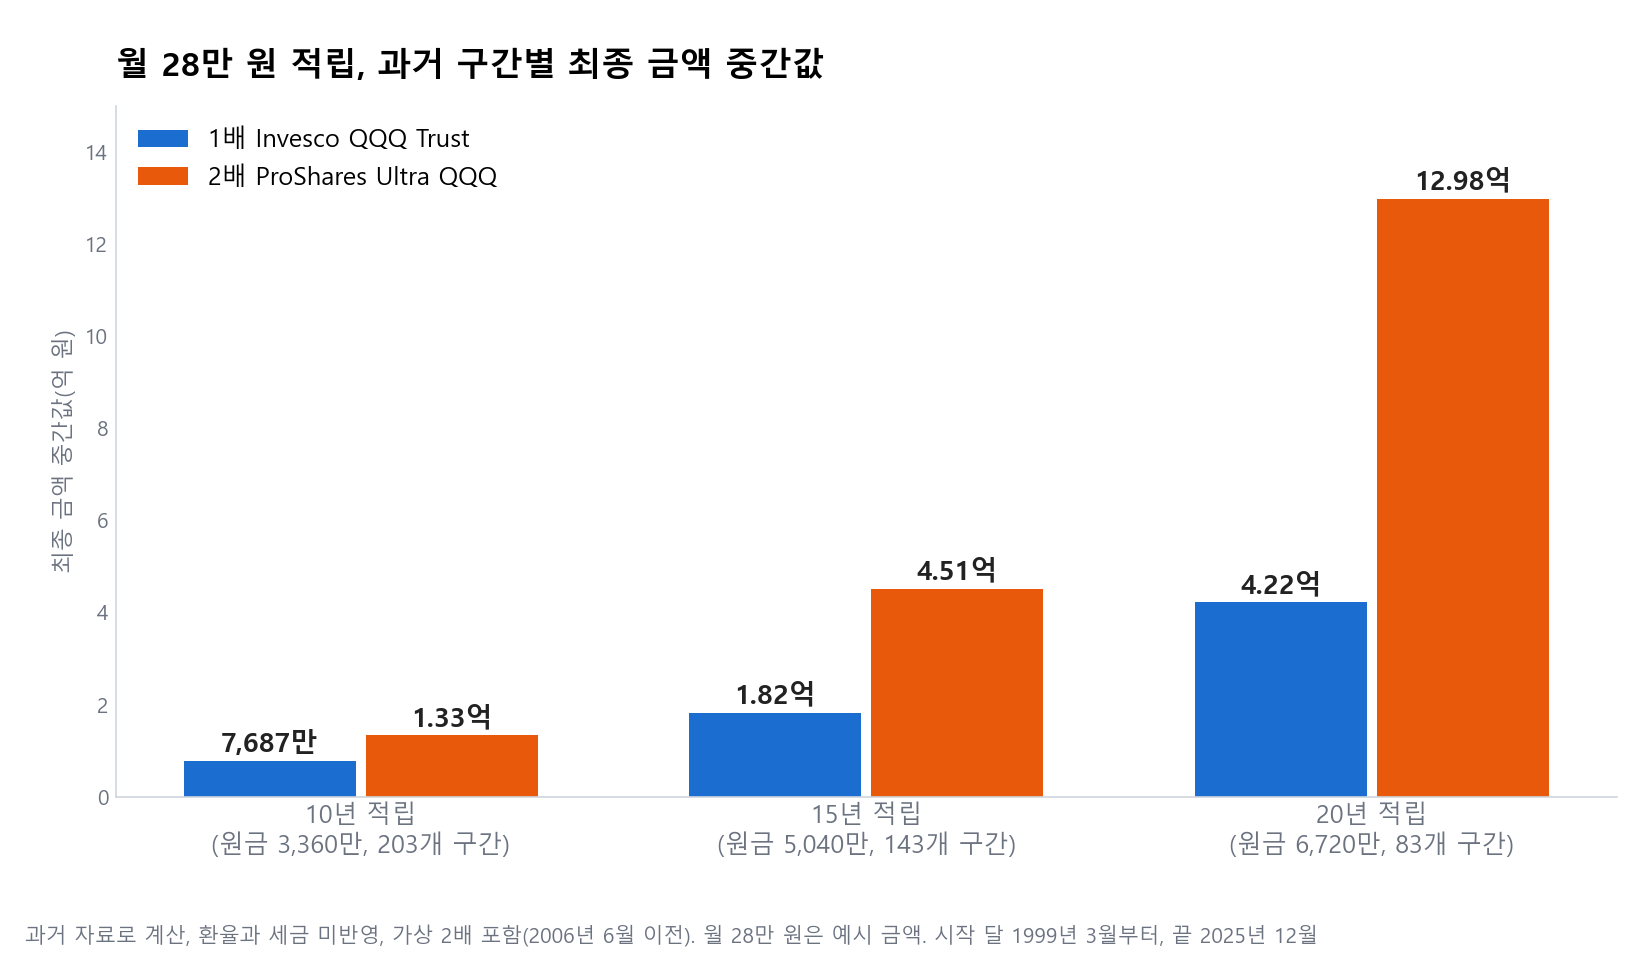 월 28만 원 적립, 과거 구간별 최종 금액 중간값
1배 Invesco QQQ Trust
2배 ProShares Ultra QQQ
최종 금액 중간값(억 원)
14
12
10
8
6
4
2
0
7,687만
1.33억
1.82억
4.51억
4.22억
12.98억
10년 적립
(원금 3,360만, 203개 구간)
15년 적립
(원금 5,040만, 143개 구간)
20년 적립
(원금 6,720만, 83개 구간)
과거 자료로 계산, 환율과 세금 미반영, 가상 2배 포함(2006년 6월 이전). 월 28만 원은 예시 금액. 시작 달 1999년 3월부터, 끝 2025년 12월